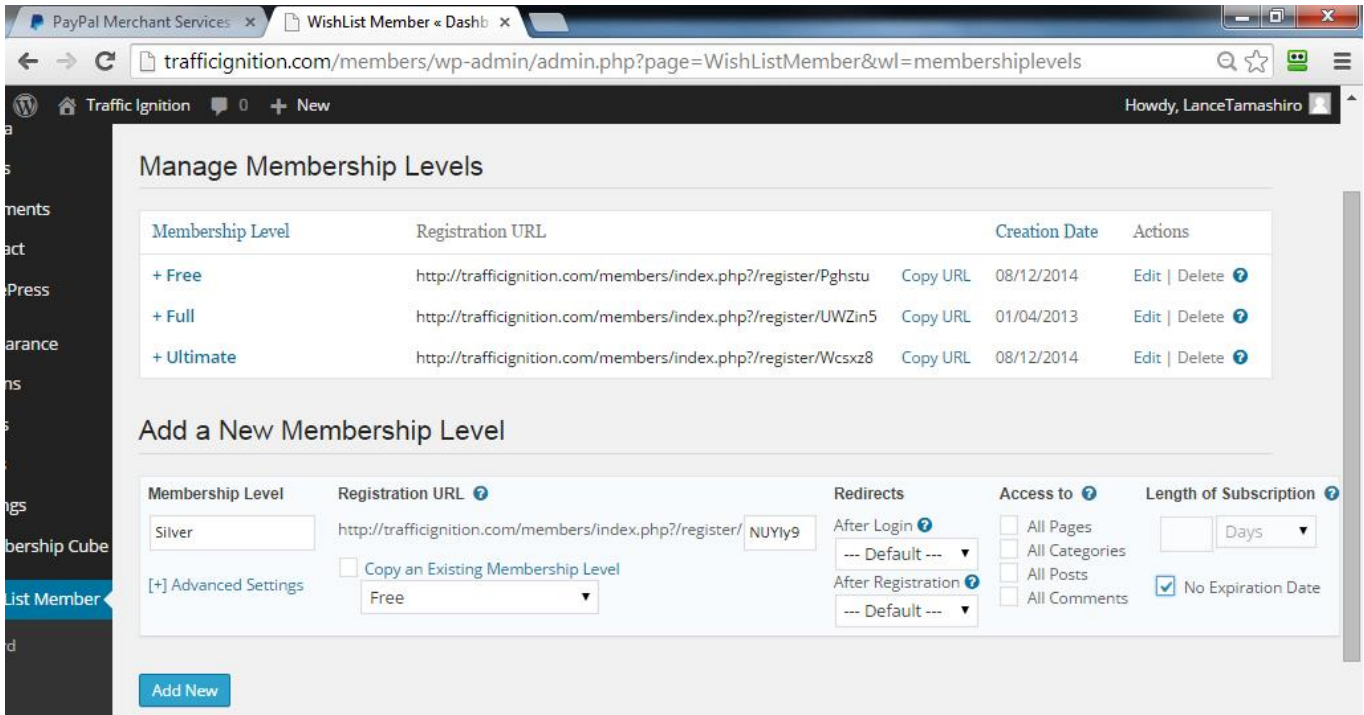 PayPal Merchant Services
WishList Member « Dashb
trafficignition.com/members/wp-admin/admin.php?page=WishListMember&wl=membershiplevels
Traffic Ignition 0 + New Howdy, LanceTamashiro
Manage Membership Levels
Membership Level Registration URL Creation Date Actions
+ Free http://trafficignition.com/members/index.php?/register/Pghstu Copy URL 08/12/2014 Edit | Delete
+ Full http://trafficignition.com/members/index.php?/register/UWZin5 Copy URL 01/04/2013 Edit | Delete
+ Ultimate http://trafficignition.com/members/index.php?/register/Wcsxz8 Copy URL 08/12/2014 Edit | Delete
Add a New Membership Level
Membership Level Registration URL Redirects Access to Length of Subscription
Silver http://trafficignition.com/members/index.php?/register/ After Login All Pages Days
--- Default --- All Categories
[+] Advanced Settings Copy an Existing Membership Level After Registration All Posts No Expiration Date
Free --- Default --- All Comments
bership Cube
List Member
Add New